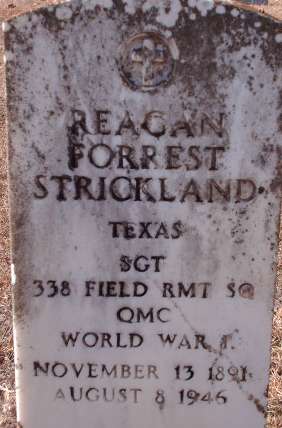 REAGAN
FORREST
STRICKLAND
TEXAS
SGT
338 FIELD RMT SQ
QMC
WORLD WAR I
NOVEMBER 13 1891
AUGUST 8 1946